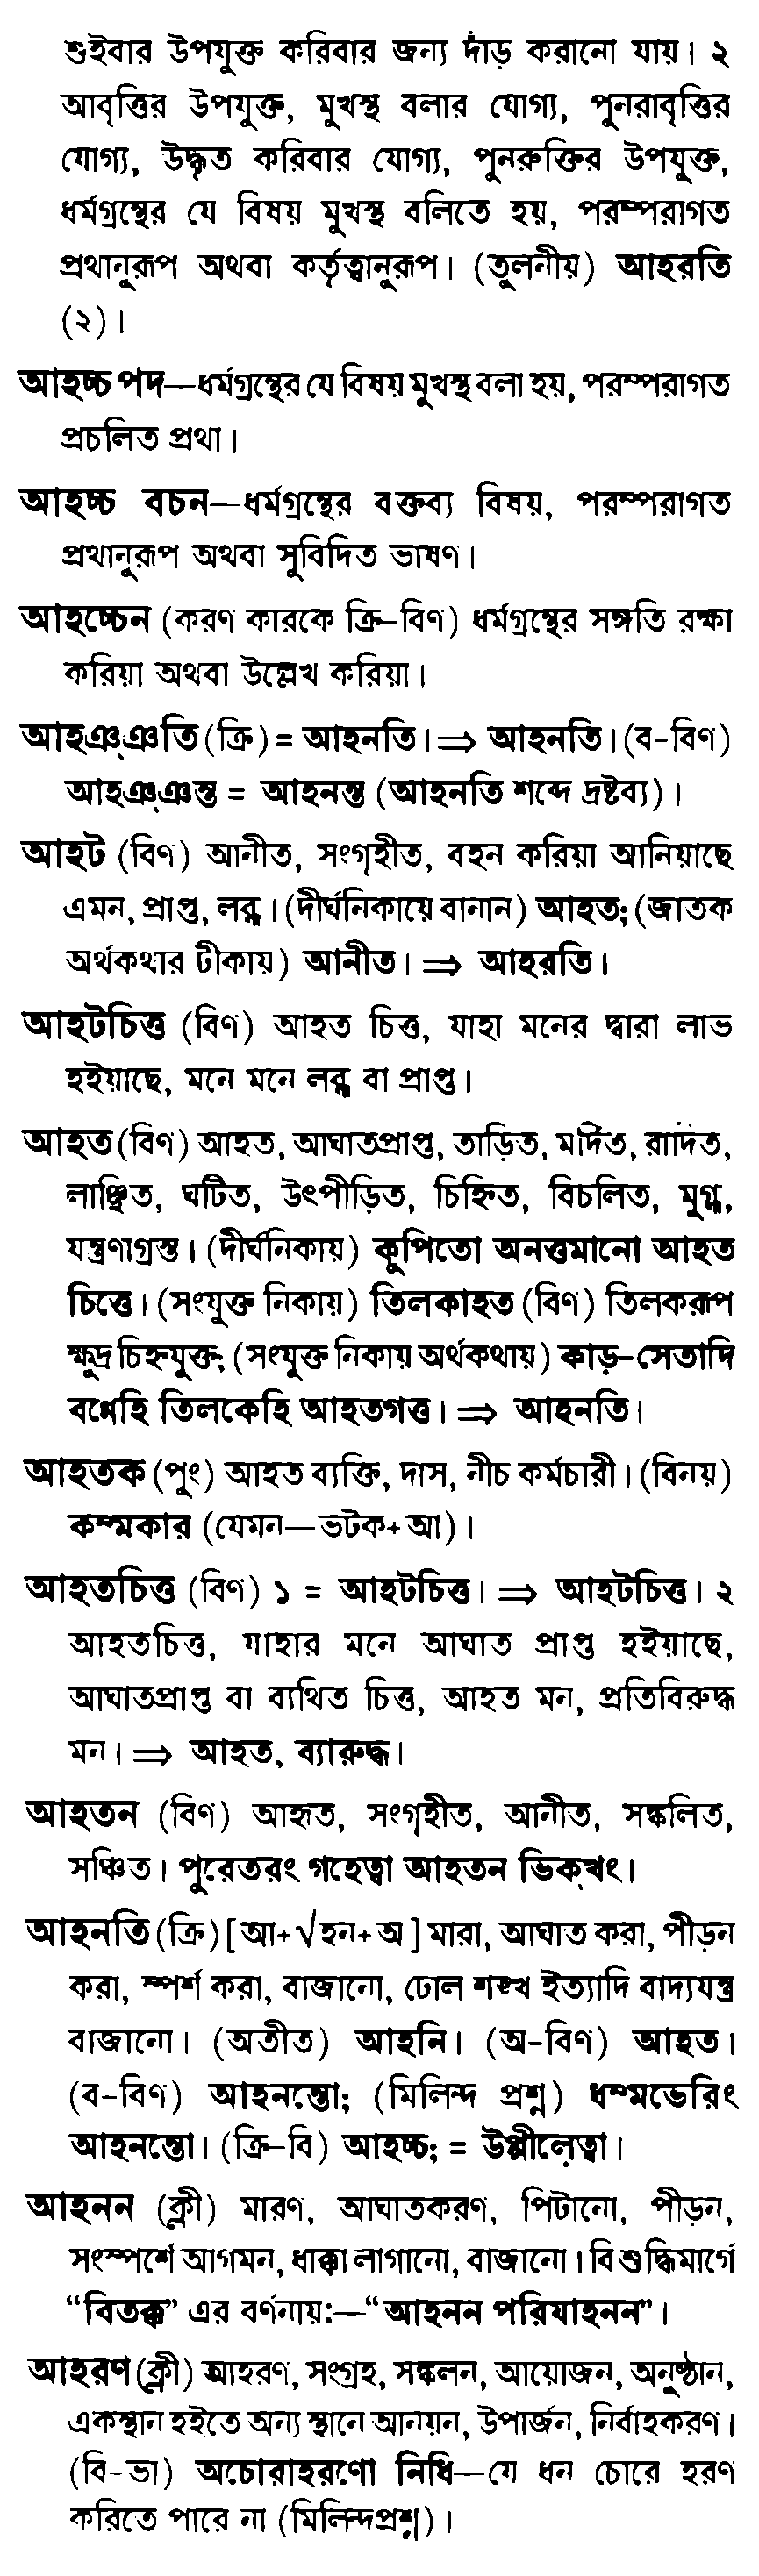 শুইবার উপযুক্ত করিবার জন্য দাঁড় করানো যায়। ২
আবৃত্তির উপযুক্ত, মুখস্থ বলার যোগ্য, পুনরাবৃত্তির
যোগ্য, উদ্ধৃত করিবার যোগ্য, পুনরুক্তির উপযুক্ত,
ধর্মগ্রন্থের যে বিষয় মুখস্থ বলিতে হয়, পরম্পরাগত
প্রথানুরূপ অথবা কর্তৃত্বানুরূপ। (তুলনীয়) আহরতি
(২)।
আহচ্চ পদ—ধর্মগ্রন্থের যে বিষয় মুখস্থ বলা হয়, পরম্পরাগত
প্রচলিত প্রথা।
আহচ্চ বচন—ধর্মগ্রন্থের বক্তব্য বিষয়, পরম্পরাগত
প্রথানুরূপ অথবা সুবিদিত ভাষণ।
আহচ্চেন (করণ কারকে ক্রি-বিণ) ধর্মগ্রন্থের সঙ্গতি রক্ষা
করিয়া অথবা উল্লেখ করিয়া।
আহঞ্ঞতি (ক্রি) = আহনতি। ⇒ আহনতি। (ব-বিণ)
আহঞ্ঞন্ত = আহনন্ত (আহনতি শব্দে দ্রষ্টব্য)।
আহট (বিণ) আনীত, সংগৃহীত, বহন করিয়া আনিয়াছে
এমন, প্রাপ্ত, লব্ধ। (দীর্ঘনিকায়ে বানান) আহত; (জাতক
অর্থকথার টীকায়) আনীত। ⇒ আহরতি।
আহটচিত্ত (বিণ) আহত চিত্ত, যাহা মনের দ্বারা লাভ
হইয়াছে, মনে মনে লব্ধ বা প্রাপ্ত।
আহত (বিণ) আহত, আঘাতপ্রাপ্ত, তাড়িত, মর্দিত, রাদিত,
লাঞ্ছিত, ঘটিত, উৎপীড়িত, চিহ্নিত, বিচলিত, মুগ্ধ,
যন্ত্রণাগ্রস্ত। (দীর্ঘনিকায়) কুপিতো অনত্তমানো আহত
চিত্তে। (সংযুক্ত নিকায়) তিলকাহত (বিণ) তিলকরূপ
ক্ষুদ্র চিহ্নযুক্ত; (সংযুক্ত নিকায় অর্থকথায়) কাড়-সেতাদি
বণ্ণেহি তিলকেহি আহতগত্ত। ⇒ আহনতি।
আহতক (পুং) আহত ব্যক্তি, দাস, নীচ কর্মচারী। (বিনয়)
কম্মকার (যেমন—ভটক+আ)।
আহতচিত্ত (বিণ) ১ = আহটচিত্ত। ⇒ আহটচিত্ত। ২
আহতচিত্ত, যাহার মনে আঘাত প্রাপ্ত হইয়াছে,
আঘাতপ্রাপ্ত বা ব্যথিত চিত্ত, আহত মন, প্রতিবিরুদ্ধ
মন। ⇒ আহত, ব্যারুদ্ধ।
আহতন (বিণ) আহৃত, সংগৃহীত, আনীত, সঙ্কলিত,
সঞ্চিত। পুরেতরং গহেত্বা আহতন ভিক্খং।
আহনতি (ক্রি) [আ+√হন+অ] মারা, আঘাত করা, পীড়ন
করা, স্পর্শ করা, বাজানো, ঢোল শঙ্খ ইত্যাদি বাদ্যযন্ত্র
বাজানো। (অতীত) আহনি। (অ-বিণ) আহত।
(ব-বিণ) আহনন্তো; (মিলিন্দ প্রশ্ন) ধম্মভেরিং
আহনন্তো। (ক্রি-বি) আহচ্চ; = উপ্পীলেত্বা।
আহনন (ক্লী) মারণ, আঘাতকরণ, পিটানো, পীড়ন,
সংস্পর্শে আগমন, ধাক্কা লাগানো, বাজানো। বিশুদ্ধিমার্গে
“বিতক্ক” এর বর্ণনায়:—“আহনন পরিযাহনন”।
আহরণ (ক্লী) আহরণ, সংগ্রহ, সঙ্কলন, আয়োজন, অনুষ্ঠান,
একস্থান হইতে অন্য স্থানে আনয়ন, উপার্জন, নির্বাহকরণ।
(বি-ভা) অচোরাহরণো নিধি—যে ধন চোরে হরণ
করিতে পারে না (মিলিন্দপ্রশ্ন)।